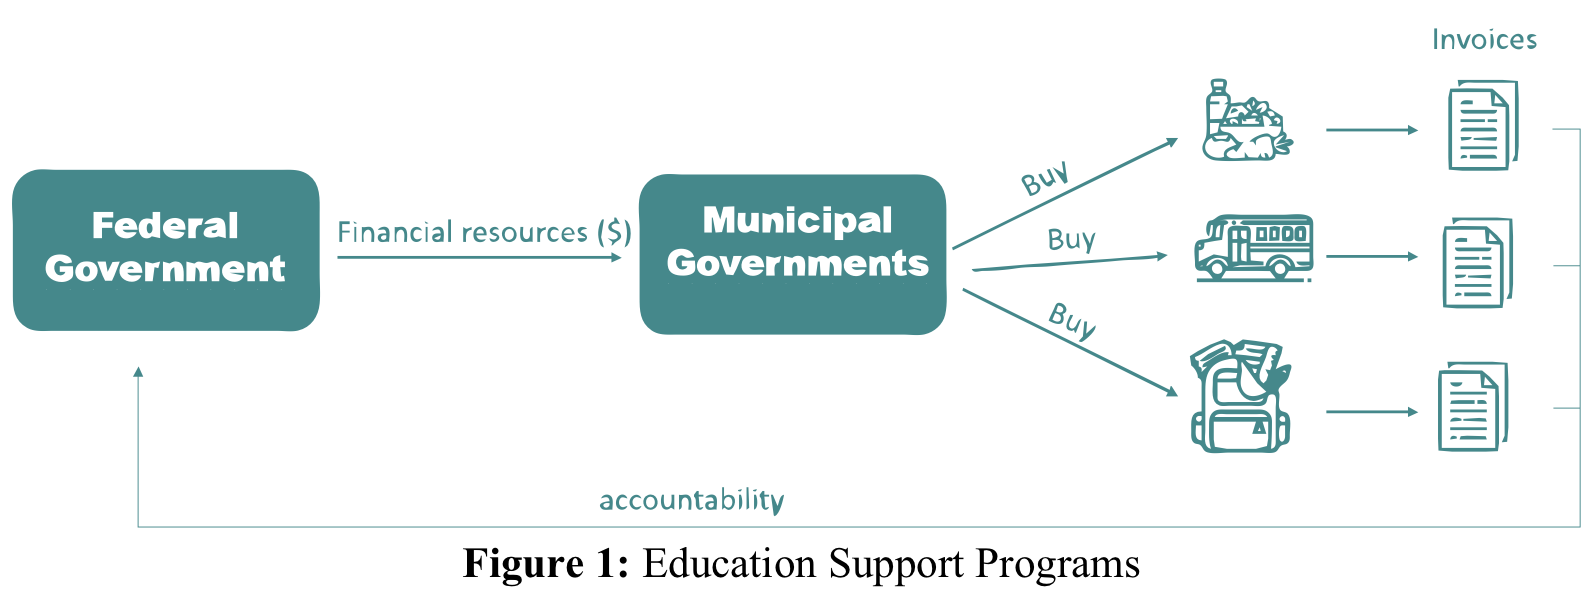 Invoices
Federal
Government
Financial resources ($)
Municipal
Governments
Buy
Buy
Buy
accountability
Figure 1: Education Support Programs